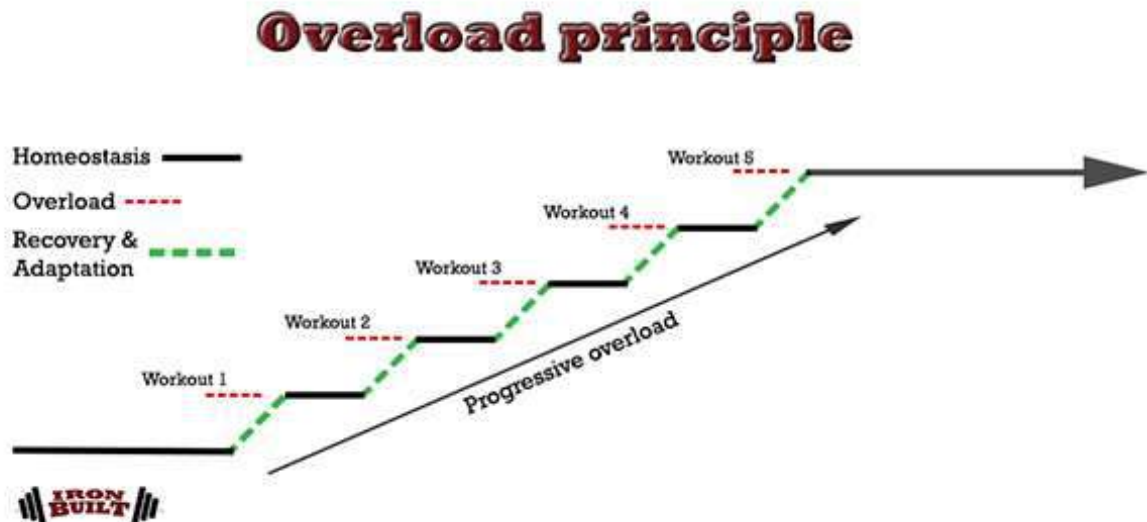 Overload principle
Homeostasis
Overload
Recovery &
Adaptation
Workout 5
Workout 4
Workout 3
Workout 2
Workout 1
Progressive overload
IRON
BUILT